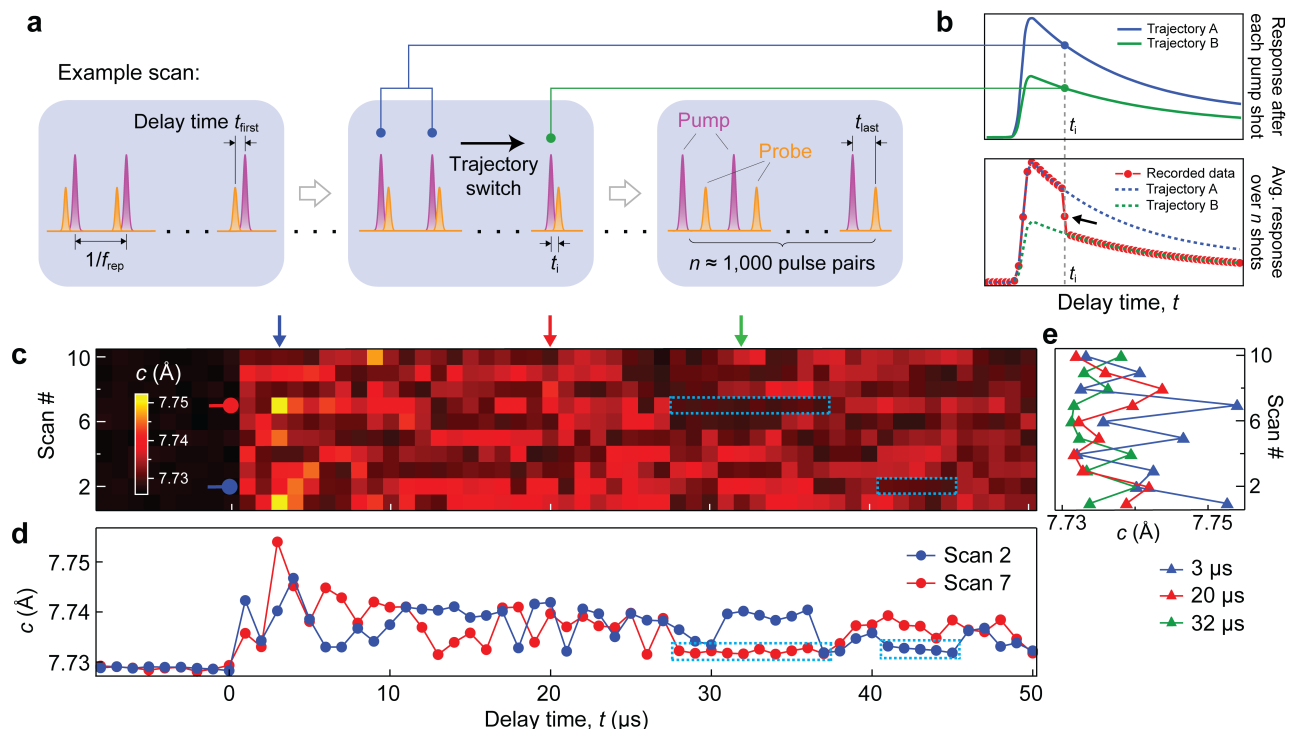 a
Example scan:
Delay time t_first
1/f_rep
Trajectory
switch
t_i
Pump
Probe
t_last
n ≈ 1,000 pulse pairs
b
Trajectory A
Trajectory B
t_i
Response after
each pump shot
Recorded data
Trajectory A
Trajectory B
t_i
Avg. response
over n shots
Delay time, t
c
Scan #
10
6
2
c (Å)
7.75
7.74
7.73
d
c (Å)
7.75
7.74
7.73
Scan 2
Scan 7
0
10
20
30
40
50
Delay time, t (µs)
e
10
6
2
Scan #
7.73
7.75
c (Å)
3 µs
20 µs
32 µs